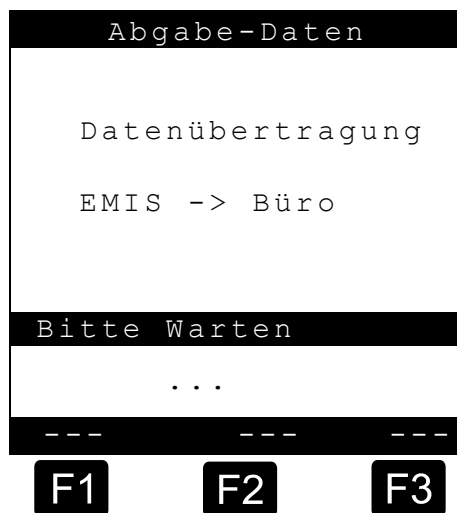 Abgabe-Daten
Datenübertragung
EMIS -> Büro
Bitte Warten
...
--- --- ---
F1 F2 F3